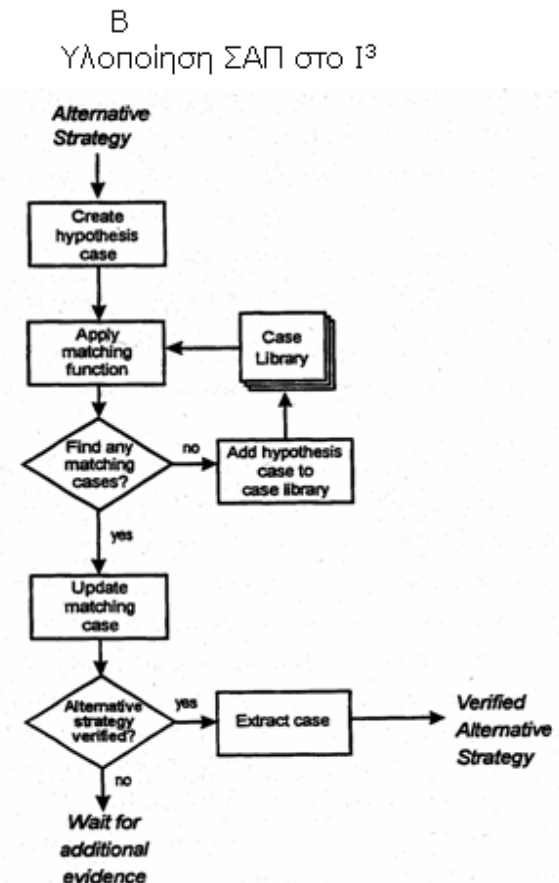 Β
Υλοποίηση ΣΑΠ στο Ι³
Alternative
Strategy
Create
hypothesis
case
Apply
matching
function
Case
Library
Find any
matching
cases?
no
Add hypothesis
case to
case library
yes
Update
matching
case
Alternative
strategy
verified?
yes
Extract case
Verified
Alternative
Strategy
no
Wait for
additional
evidence